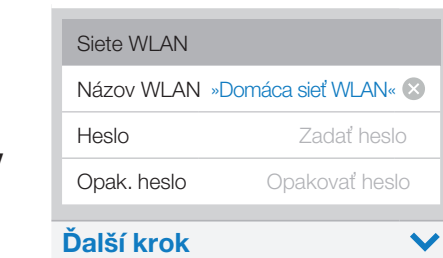 Siete WLAN
Názov WLAN »Domáca sieť WLAN«
Heslo Zadať heslo
Opak. heslo Opakovať heslo
Ďalší krok